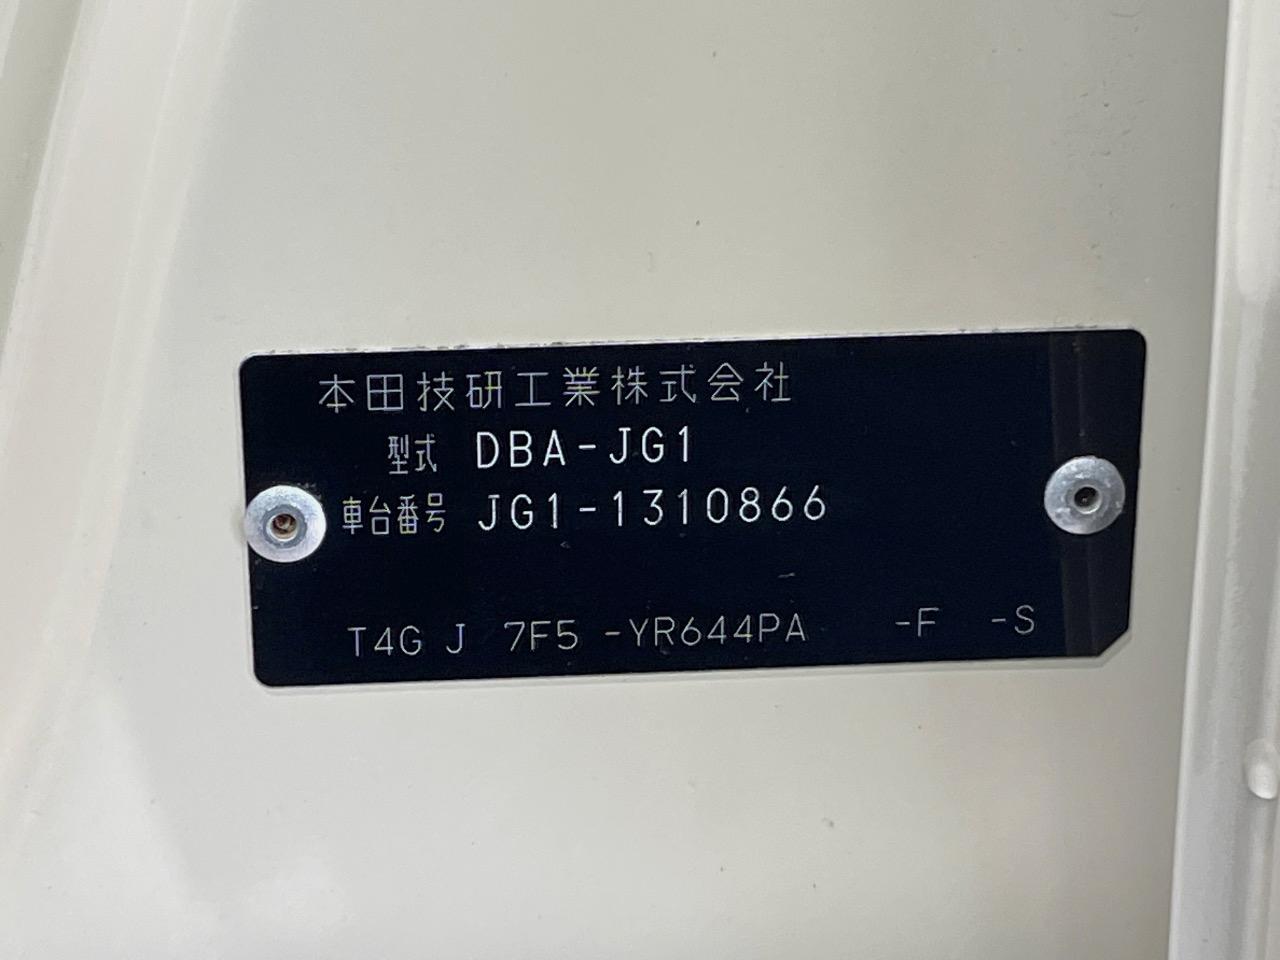 本田技研工業株式会社
型式 DBA-JG1
車台番号 JG1-1310866
T4G J 7F5 -YR644PA -F -S